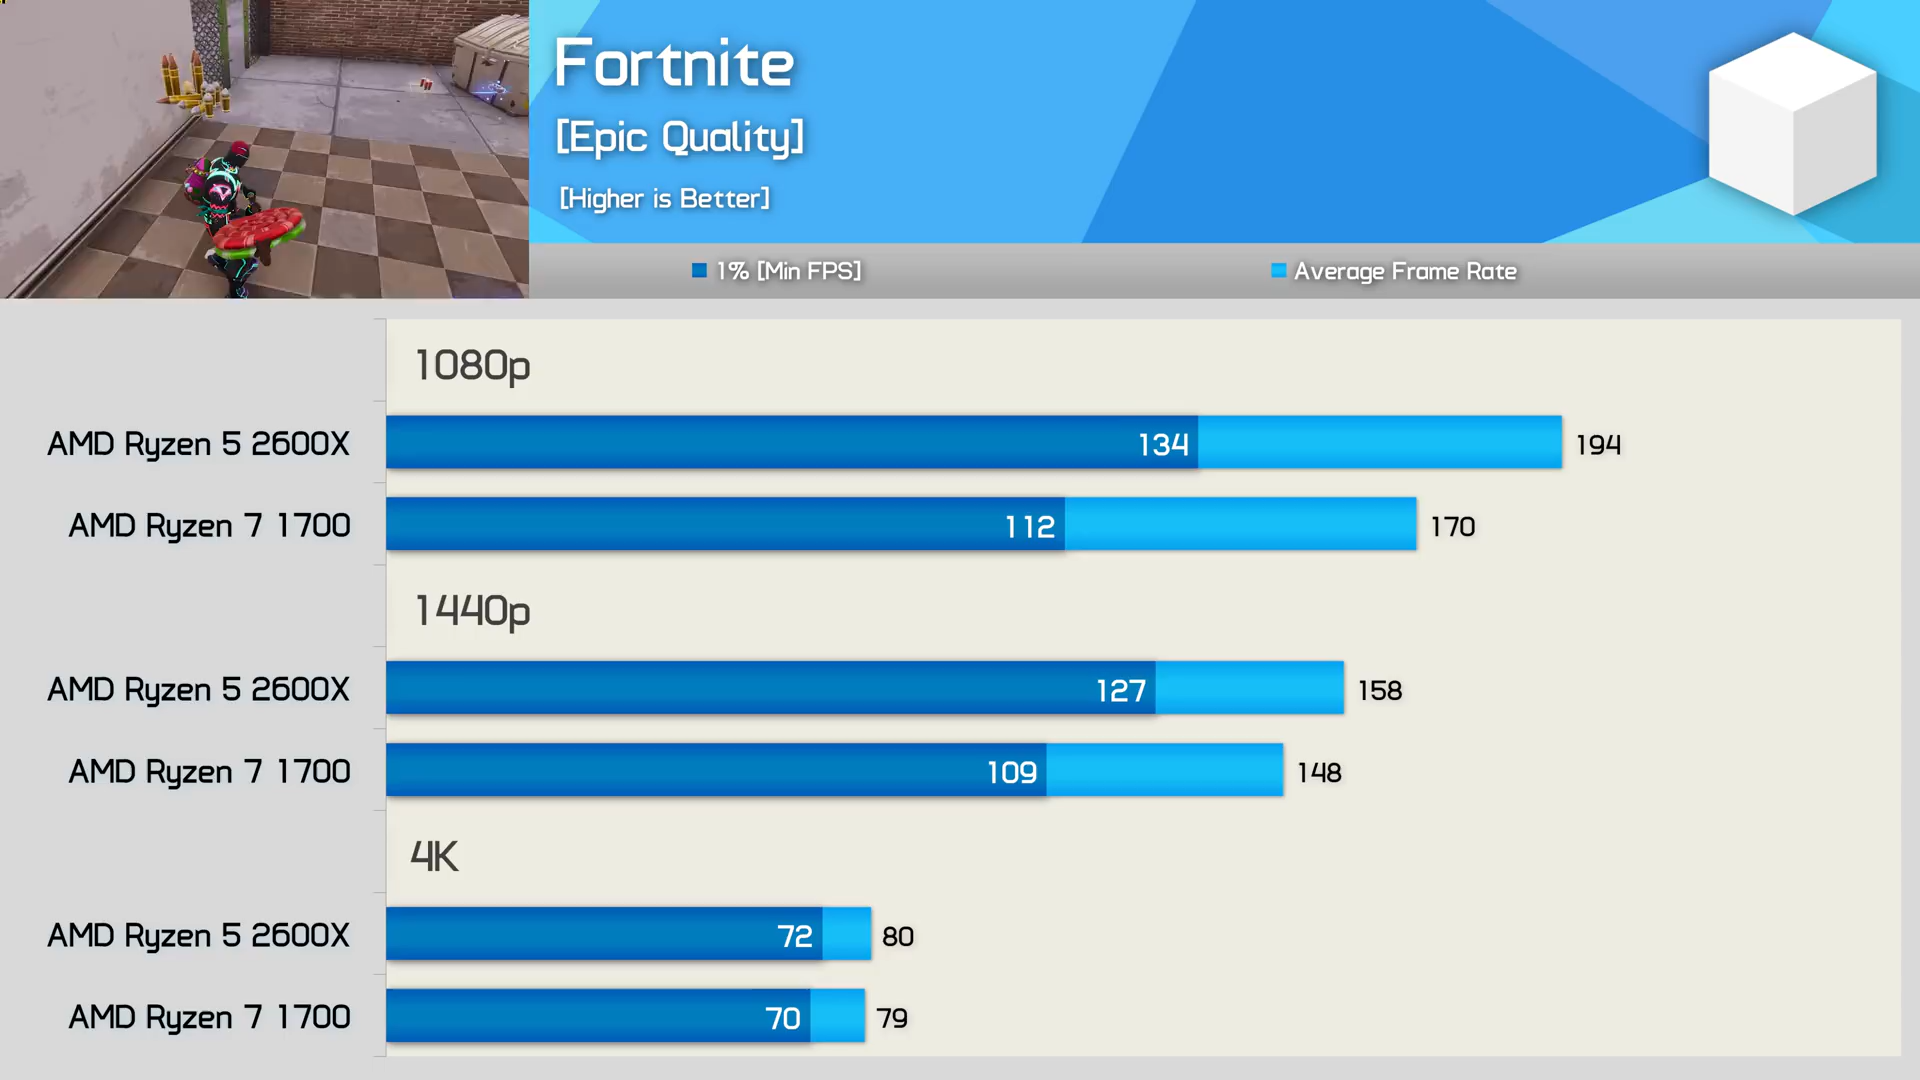 Fortnite
[Epic Quality]
[Higher is Better]
1% [Min FPS]
Average Frame Rate
1080p
AMD Ryzen 5 2600X
134
194
AMD Ryzen 7 1700
112
170
1440p
AMD Ryzen 5 2600X
127
158
AMD Ryzen 7 1700
109
148
4K
AMD Ryzen 5 2600X
72
80
AMD Ryzen 7 1700
70
79